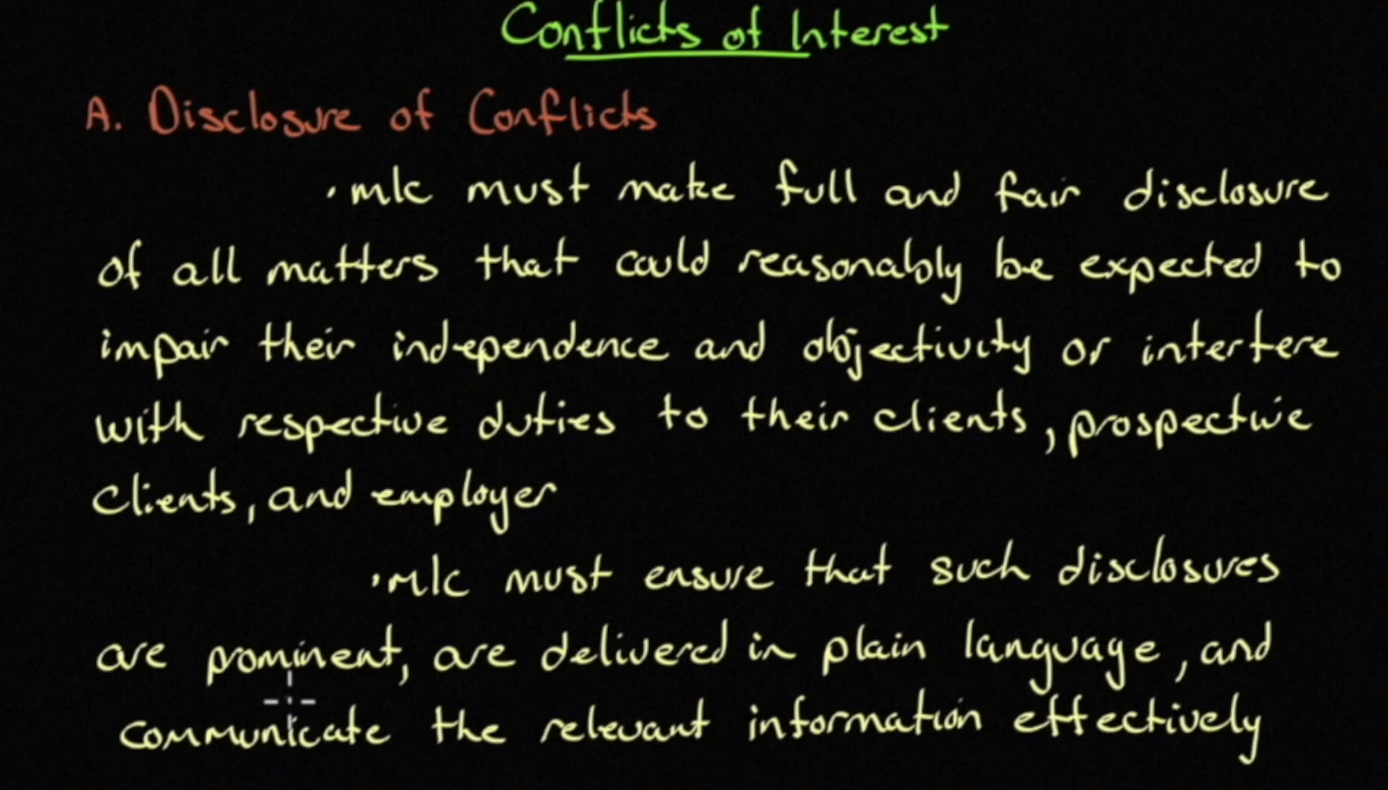 Conflicts of Interest
A. Disclosure of Conflicts
• m/c must make full and fair disclosure
of all matters that could reasonably be expected to
impair their independence and objectivity or interfere
with respective duties to their clients, prospective
clients, and employer
• M/c must ensure that such disclosures
are prominent, are delivered in plain language, and
communicate the relevant information effectively